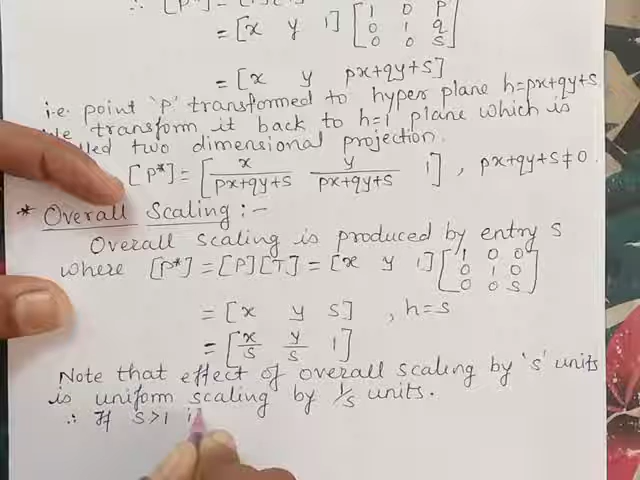 = [x y 1] [1 0 p
0 1 q
0 0 s]
= [x y px+qy+s]
i.e. point 'P' transformed to hyper plane h=px+qy+s
transform it back to h=1 plane which is
two dimensional projection.
[P*] = [x/(px+qy+s) y/(px+qy+s) 1] , px+qy+s≠0.
* Overall Scaling :-
Overall scaling is produced by entry s
where [P*] = [P][T] = [x y 1] [1 0 0
0 1 0
0 0 s]
= [x y s] , h=s
= [x/s y/s 1]
Note that effect of overall scaling by 's' units
is uniform scaling by 1/s units.
∴ If s>1